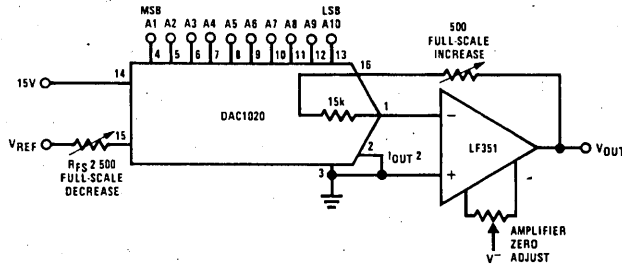 MSB LSB
A1 A2 A3 A4 A5 A6 A7 A8 A9 A10
4 5 6 7 8 9 10 11 12 13
16
500
FULL-SCALE
INCREASE
15V
14
15k
1
DAC1020
VREF
15
RFS 2 500
FULL-SCALE
DECREASE
2
IOUT 2
3
−
+
LF351
VOUT
AMPLIFIER
ZERO
ADJUST
V−